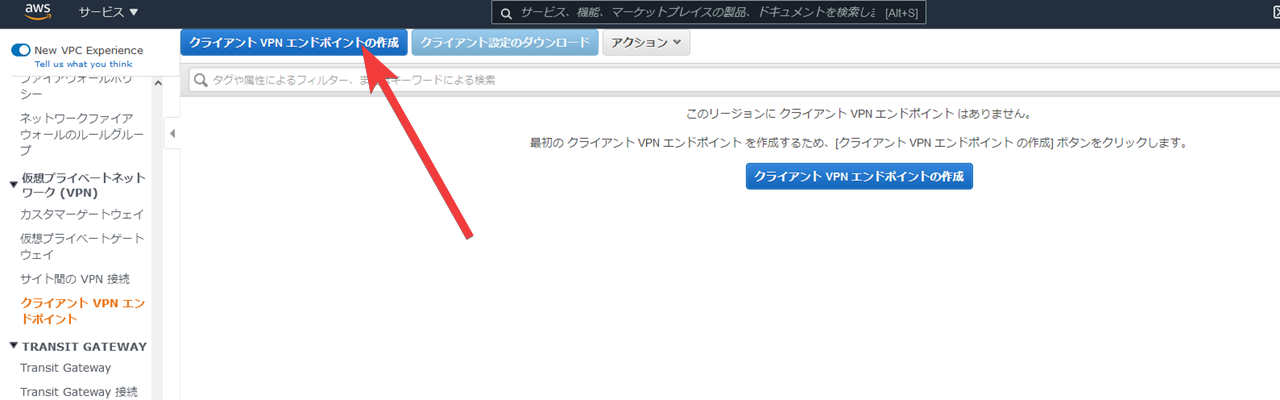 aws
サービス ▼
サービス、機能、マーケットプレイスの製品、ドキュメントを検索しま [Alt+S]
New VPC Experience
Tell us what you think
クライアント VPN エンドポイントの作成
クライアント設定のダウンロード
アクション
タグや属性によるフィルター、ま
キーワードによる検索
ファイアウォールポリ
シー
ネットワークファイア
ウォールのルールグルー
プ
仮想プライベートネット
ワーク (VPN)
カスタマーゲートウェイ
仮想プライベートゲート
ウェイ
サイト間の VPN 接続
クライアント VPN エン
ドポイント
TRANSIT GATEWAY
Transit Gateway
Transit Gateway 接続
このリージョンに クライアント VPN エンドポイント はありません。
最初の クライアント VPN エンドポイント を作成するため、[クライアント VPN エンドポイント の作成] ボタンをクリックします。
クライアント VPN エンドポイントの作成